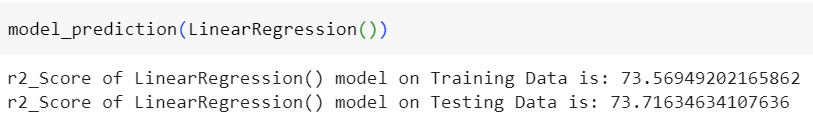 model_prediction(LinearRegression())
r2_Score of LinearRegression() model on Training Data is: 73.56949202165862
r2_Score of LinearRegression() model on Testing Data is: 73.71634634107636